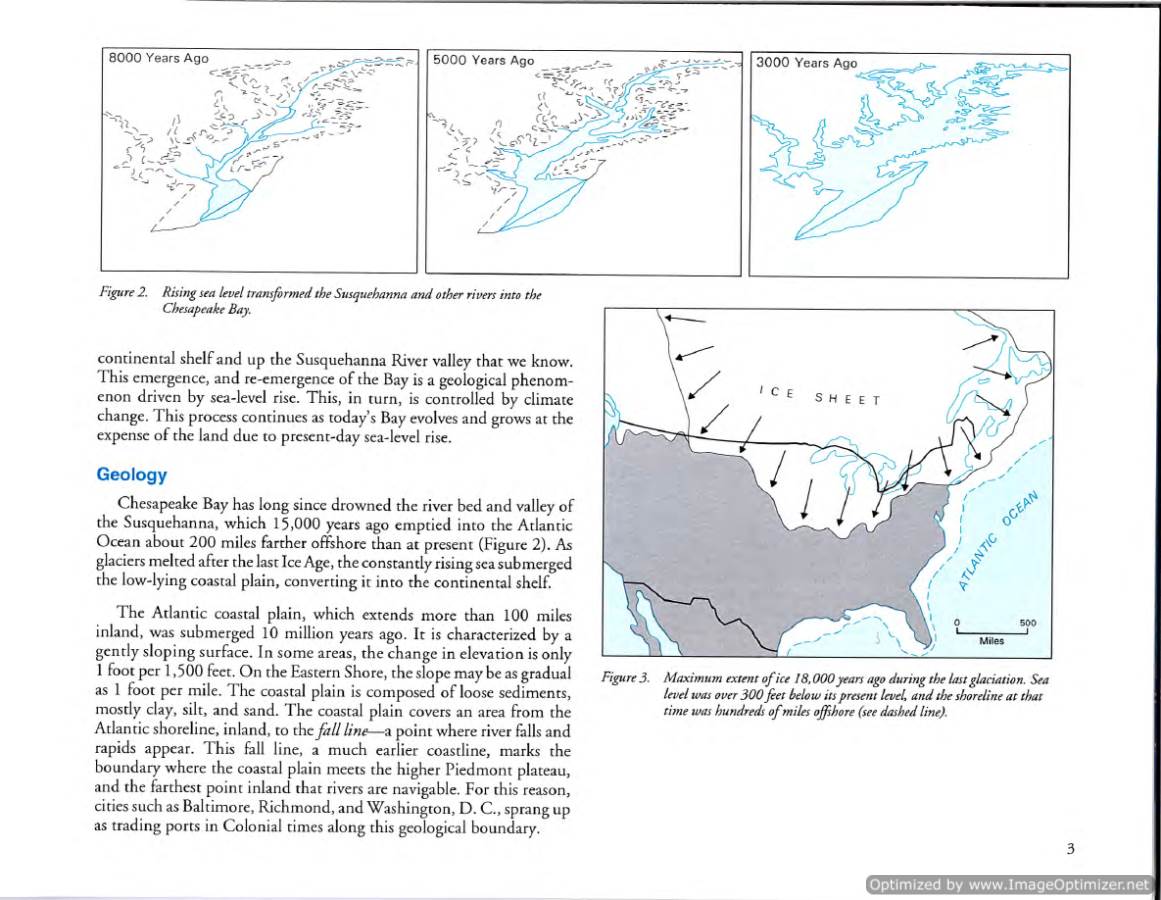 8000 Years Ago
5000 Years Ago
3000 Years Ago
Figure 2. Rising sea level transformed the Susquehanna and other rivers into the
Chesapeake Bay.
continental shelf and up the Susquehanna River valley that we know.
This emergence, and re-emergence of the Bay is a geological phenom-
enon driven by sea-level rise. This, in turn, is controlled by climate
change. This process continues as today's Bay evolves and grows at the
expense of the land due to present-day sea-level rise.
Geology
Chesapeake Bay has long since drowned the river bed and valley of
the Susquehanna, which 15,000 years ago emptied into the Atlantic
Ocean about 200 miles farther offshore than at present (Figure 2). As
glaciers melted after the last Ice Age, the constantly rising sea submerged
the low-lying coastal plain, converting it into the continental shelf.
The Atlantic coastal plain, which extends more than 100 miles
inland, was submerged 10 million years ago. It is characterized by a
gently sloping surface. In some areas, the change in elevation is only
1 foot per 1,500 feet. On the Eastern Shore, the slope may be as gradual
as 1 foot per mile. The coastal plain is composed of loose sediments,
mostly clay, silt, and sand. The coastal plain covers an area from the
Atlantic shoreline, inland, to the fall line—a point where river falls and
rapids appear. This fall line, a much earlier coastline, marks the
boundary where the coastal plain meets the higher Piedmont plateau,
and the farthest point inland that rivers are navigable. For this reason,
cities such as Baltimore, Richmond, and Washington, D. C., sprang up
as trading ports in Colonial times along this geological boundary.
ICE SHEET
ATLANTIC OCEAN
0 500
Miles
Figure 3. Maximum extent of ice 18,000 years ago during the last glaciation. Sea
level was over 300 feet below its present level, and the shoreline at that
time was hundreds of miles offshore (see dashed line).
3
Optimized by www.ImageOptimizer.net